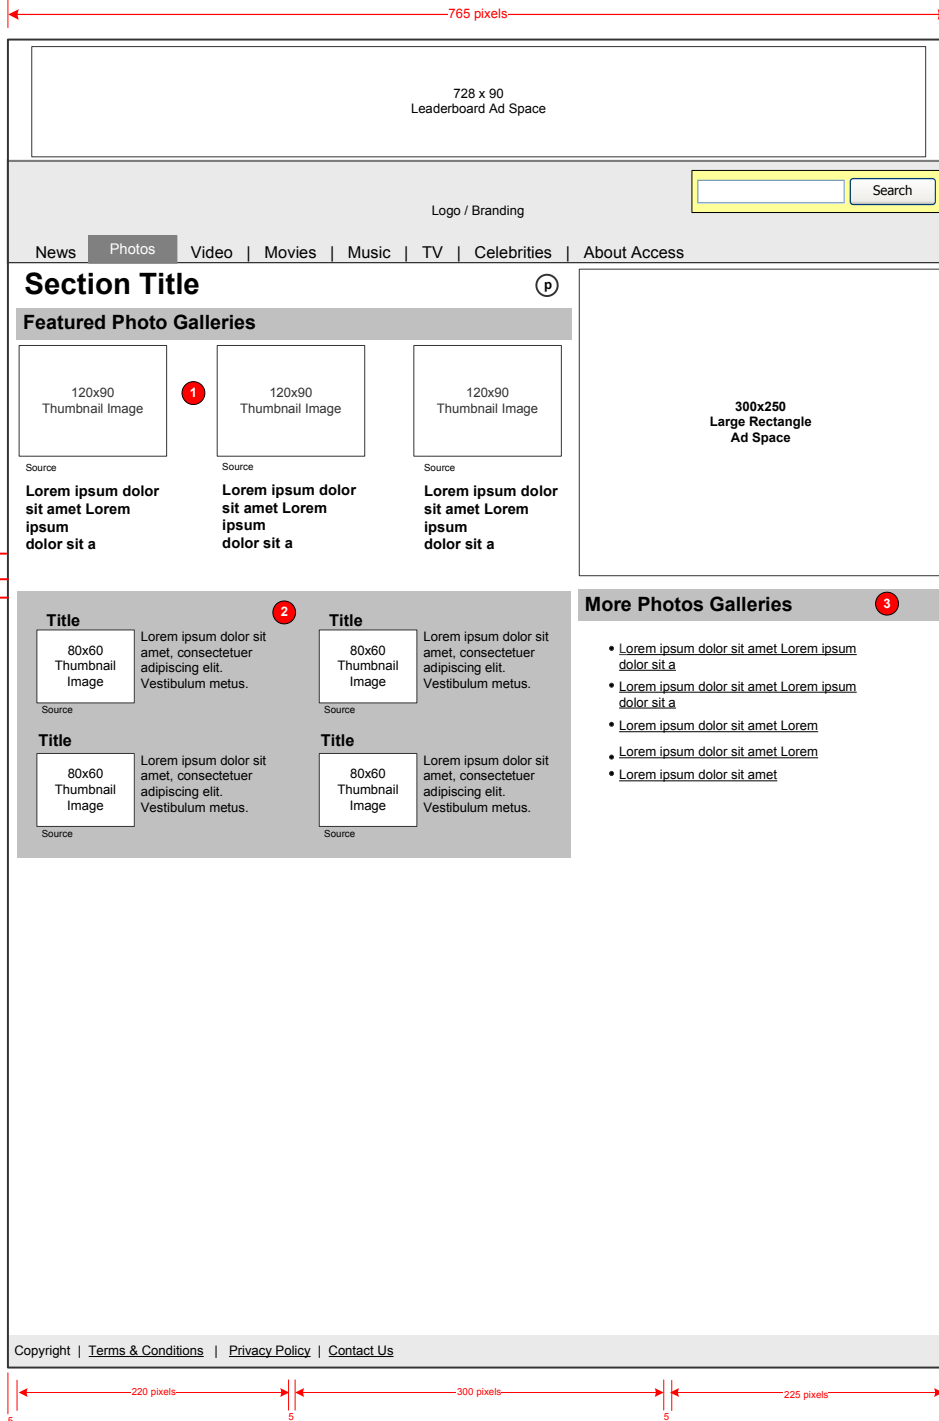 765 pixels
728 x 90
Leaderboard Ad Space
Search
Logo / Branding
News Photos Video | Movies | Music | TV | Celebrities | About Access
Section Title
p
Featured Photo Galleries
120x90
Thumbnail Image
1
120x90
Thumbnail Image
120x90
Thumbnail Image
300x250
Large Rectangle
Ad Space
Source
Lorem ipsum dolor
sit amet Lorem
ipsum
dolor sit a
Source
Lorem ipsum dolor
sit amet Lorem
ipsum
dolor sit a
Source
Lorem ipsum dolor
sit amet Lorem
ipsum
dolor sit a
2
Title
80x60
Thumbnail
Image
Source
Lorem ipsum dolor sit
amet, consectetuer
adipiscing elit.
Vestibulum metus.
Title
80x60
Thumbnail
Image
Source
Lorem ipsum dolor sit
amet, consectetuer
adipiscing elit.
Vestibulum metus.
Title
80x60
Thumbnail
Image
Source
Lorem ipsum dolor sit
amet, consectetuer
adipiscing elit.
Vestibulum metus.
Title
80x60
Thumbnail
Image
Source
Lorem ipsum dolor sit
amet, consectetuer
adipiscing elit.
Vestibulum metus.
More Photos Galleries
3
• Lorem ipsum dolor sit amet Lorem ipsum
dolor sit a
• Lorem ipsum dolor sit amet Lorem ipsum
dolor sit a
• Lorem ipsum dolor sit amet Lorem
• Lorem ipsum dolor sit amet Lorem
• Lorem ipsum dolor sit amet
Copyright | Terms & Conditions | Privacy Policy | Contact Us
220 pixels
300 pixels
225 pixels
5
5
5